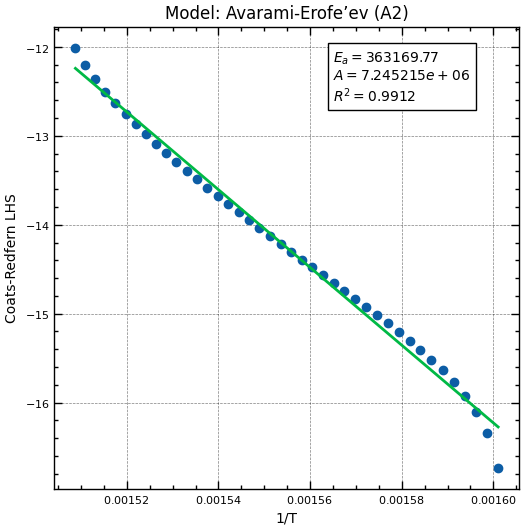 Model: Avarami-Erofe’ev (A2)
−12
−13
−14
−15
−16
Coats-Redfern LHS
E_a = 363169.77
A = 7.245215e + 06
R^2 = 0.9912
0.00152 0.00154 0.00156 0.00158 0.00160
1/T